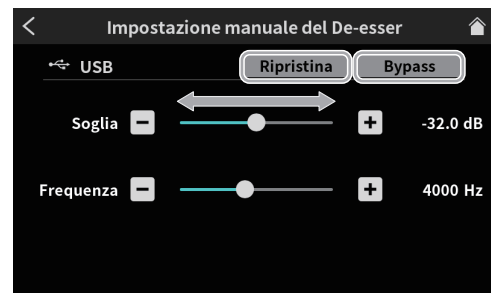 Impostazione manuale del De-esser
USB Ripristina Bypass
Soglia - + -32.0 dB
Frequenza - + 4000 Hz